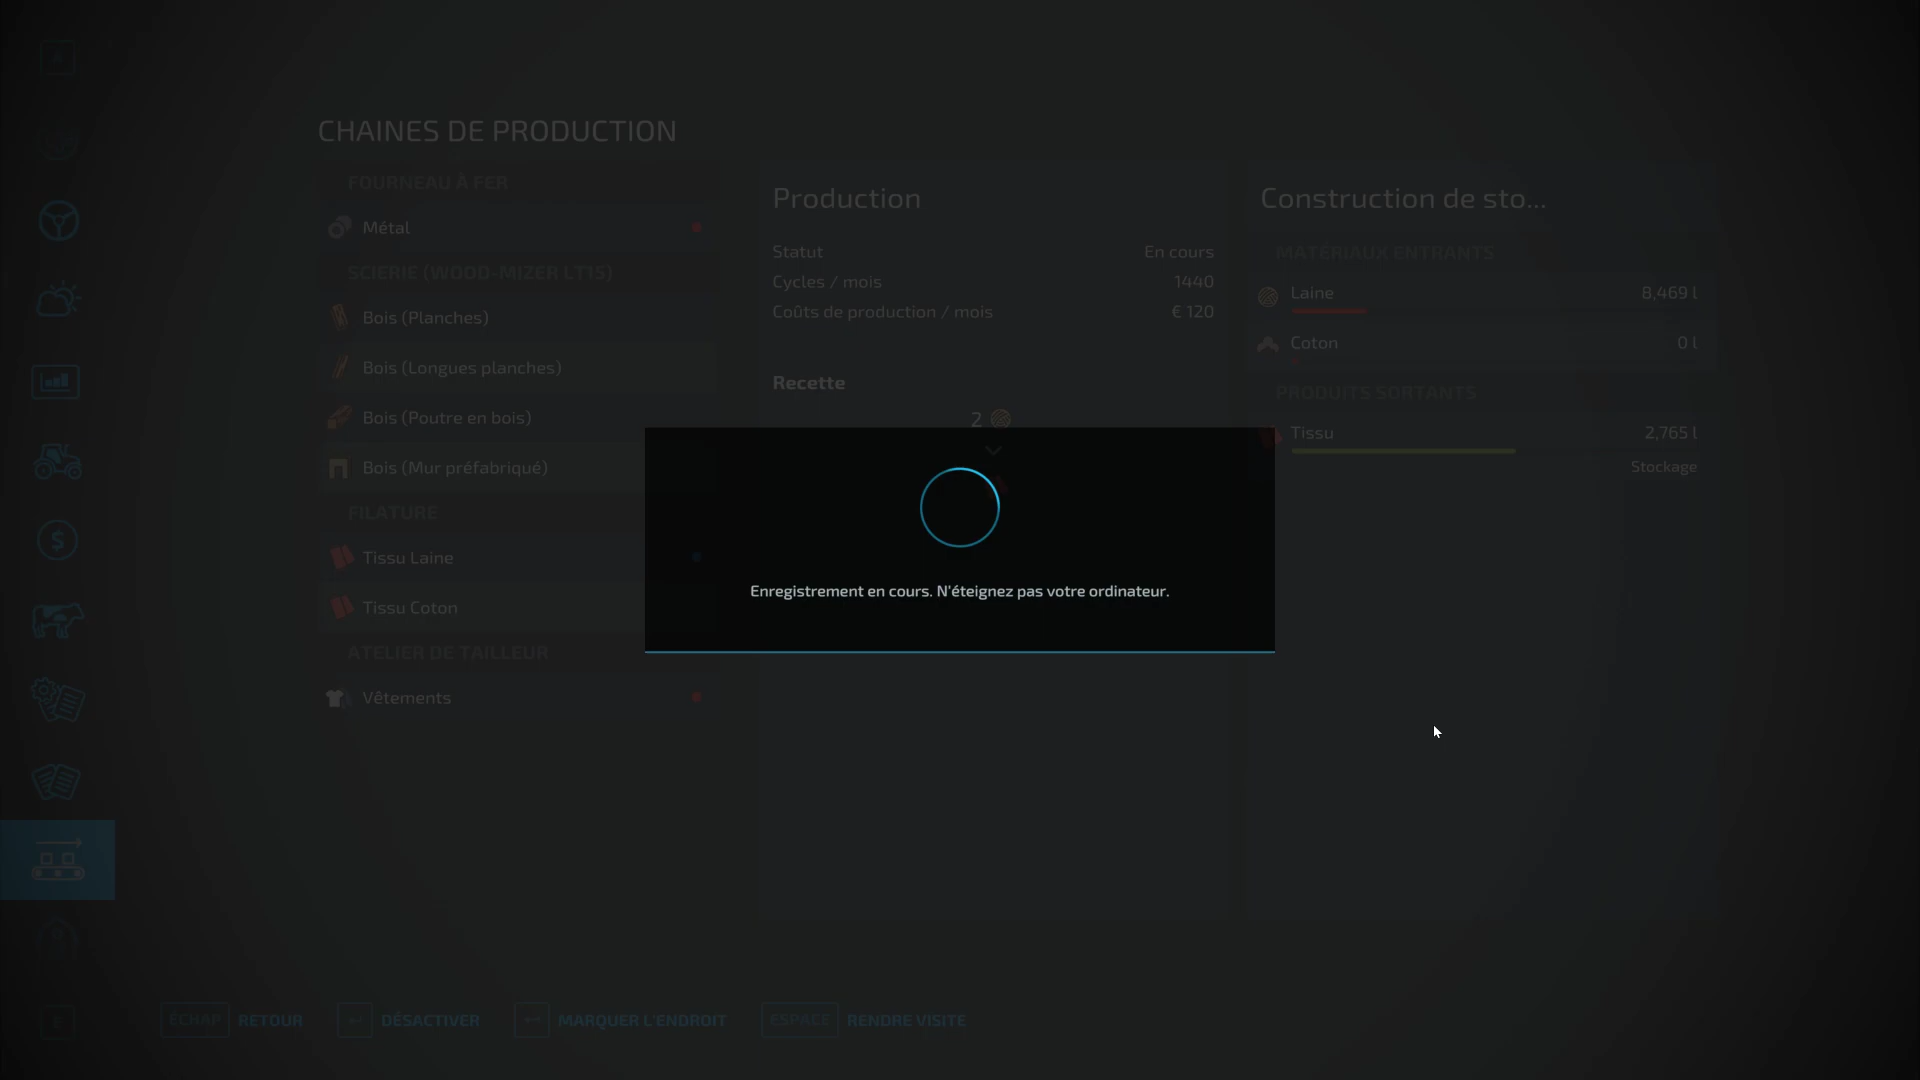 A
CHAINES DE PRODUCTION
FOURNEAU À FER
Métal
SCIERIE (WOOD-MIZER LT15)
Bois (Planches)
Bois (Longues planches)
Bois (Poutre en bois)
Bois (Mur préfabriqué)
FILATURE
Tissu Laine
Tissu Coton
ATELIER DE TAILLEUR
Vêtements
Production
Statut En cours
Cycles / mois 1440
Coûts de production / mois € 120
Recette
2
Construction de sto...
MATERIAUX ENTRANTS
Laine 8,469 l
Coton 0 l
PRODUITS SORTANTS
Tissu 2,765 l
Stockage
Enregistrement en cours. N'éteignez pas votre ordinateur.
E
ÉCHAP RETOUR DÉSACTIVER MARQUER L'ENDROIT ESPACE RENDRE VISITE